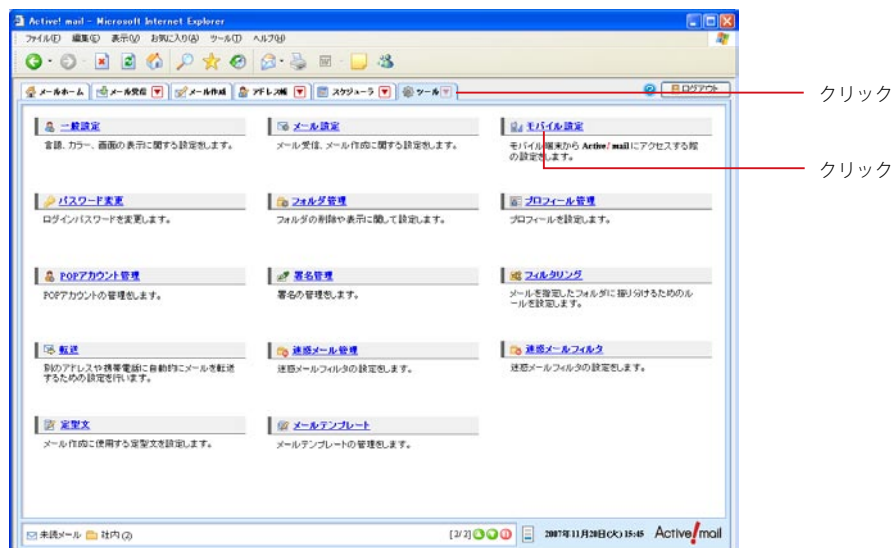 Active! mail - Microsoft Internet Explorer
ファイル(F) 編集(E) 表示(V) お気に入り(A) ツール(T) ヘルプ(H)
メールホーム メール受信 メール作成 アドレス帳 スケジューラ ツール ログアウト
クリック
一般設定 メール設定 モバイル設定
言語、カラー、画面の表示に関する設定をします。 メール受信、メール作成に関する設定をします。 モバイル端末から Active! mail にアクセスする際
の設定をします。
クリック
パスワード変更 フォルダ管理 プロフィール管理
ログインパスワードを変更します。 フォルダの削除や表示に関して設定します。 プロフィールを設定します。
POPアカウント管理 署名管理 フィルタリング
POPアカウントの管理をします。 署名の管理をします。 メールを指定したフォルダに振り分けるためのル
ールを設定します。
転送 迷惑メール管理 迷惑メールフィルタ
別のアドレスや携帯電話に自動的にメールを転送 迷惑メールフィルタの設定をします。 迷惑メールフィルタの設定をします。
するための設定を行います。
定型文 メールテンプレート
メール作成に使用する定型文を設定します。 メールテンプレートの管理をします。
未読メール 社内(2) [2/2] 2007年11月20日(火) 15:45 Active! mail